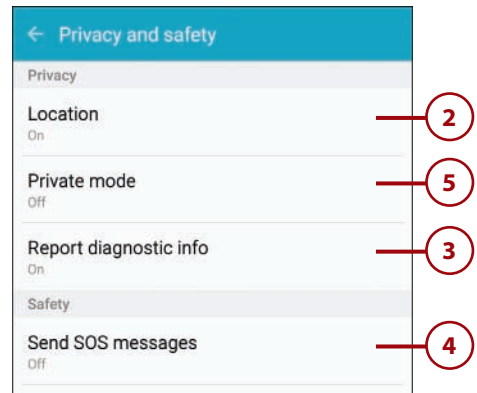 ← Privacy and safety
Privacy
Location
On
2
Private mode
Off
5
Report diagnostic info
On
3
Safety
Send SOS messages
Off
4